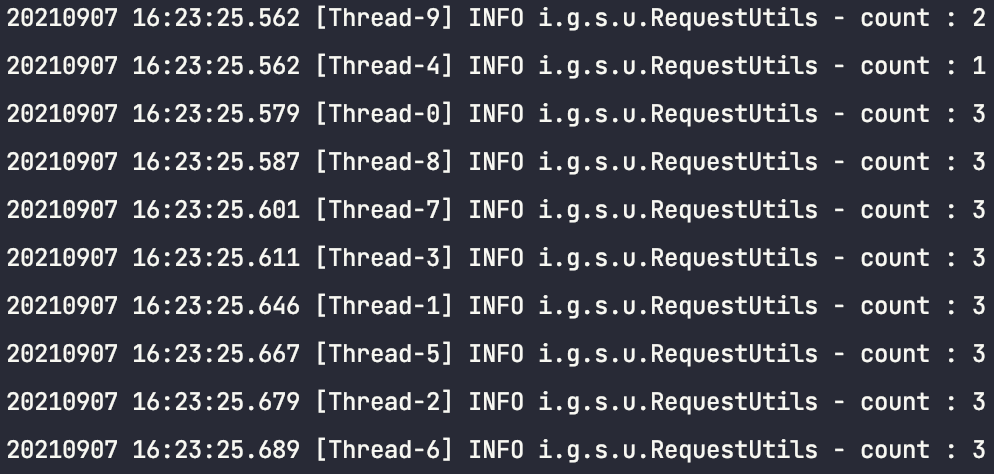 20210907 16:23:25.562 [Thread-9] INFO i.g.s.u.RequestUtils - count : 2
20210907 16:23:25.562 [Thread-4] INFO i.g.s.u.RequestUtils - count : 1
20210907 16:23:25.579 [Thread-0] INFO i.g.s.u.RequestUtils - count : 3
20210907 16:23:25.587 [Thread-8] INFO i.g.s.u.RequestUtils - count : 3
20210907 16:23:25.601 [Thread-7] INFO i.g.s.u.RequestUtils - count : 3
20210907 16:23:25.611 [Thread-3] INFO i.g.s.u.RequestUtils - count : 3
20210907 16:23:25.646 [Thread-1] INFO i.g.s.u.RequestUtils - count : 3
20210907 16:23:25.667 [Thread-5] INFO i.g.s.u.RequestUtils - count : 3
20210907 16:23:25.679 [Thread-2] INFO i.g.s.u.RequestUtils - count : 3
20210907 16:23:25.689 [Thread-6] INFO i.g.s.u.RequestUtils - count : 3